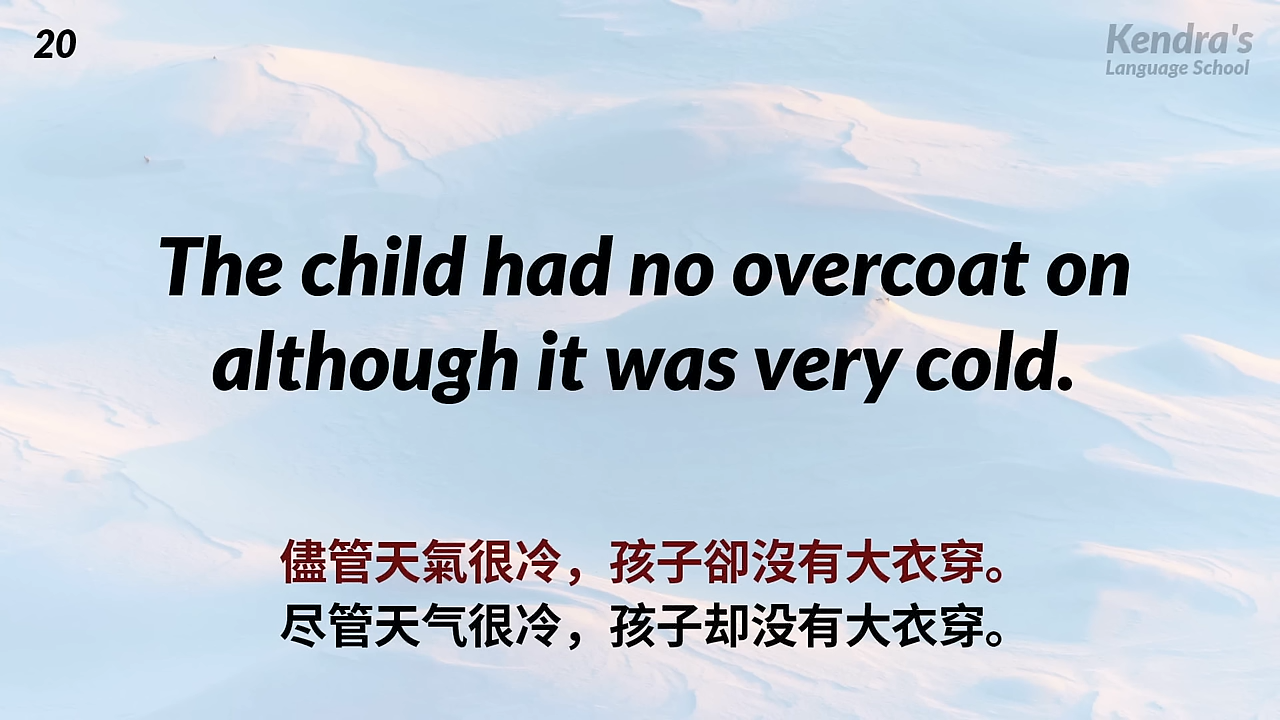 20
Kendra's
Language School
The child had no overcoat on
although it was very cold.
儘管天氣很冷，孩子卻沒有大衣穿。
尽管天气很冷，孩子却没有大衣穿。